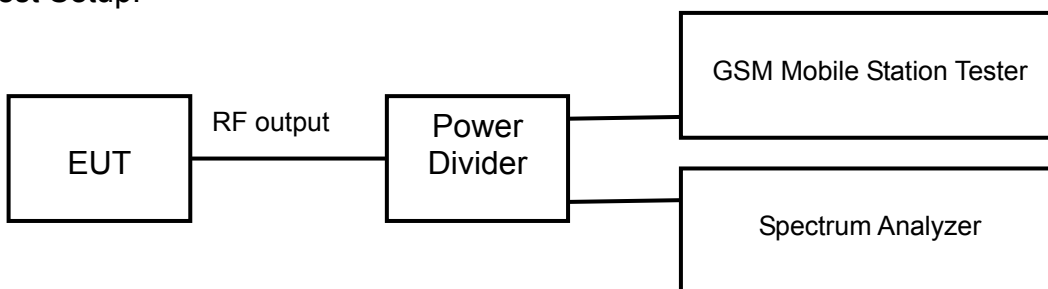 est Setup:
GSM Mobile Station Tester
RF output
EUT
Power
Divider
Spectrum Analyzer